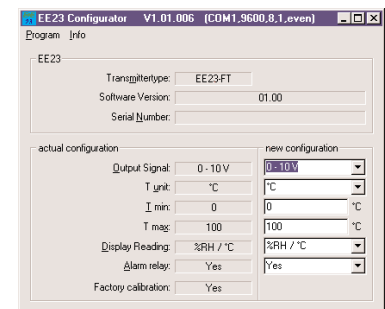 EE23 Configurator V1.01.006 (COM1,9600,8,1,even)
Program Info
EE23
Transmittertype: EE23-FT
Software Version: 01.00
Serial Number:
actual configuration new configuration
Output Signal: 0 - 10 V 0 - 10 V
T unit: °C °C
T min: 0 0 °C
T max: 100 100 °C
Display Reading: %RH / °C %RH / °C
Alarm relay: Yes Yes
Factory calibration: Yes